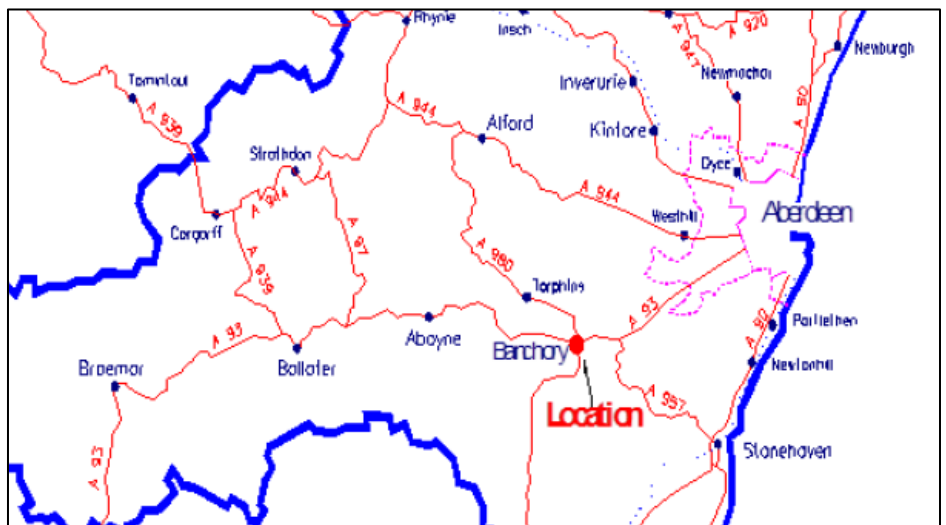 Rhynie
Insch
A 920
A 947
Newburgh
Tomintoul
Inverurie
Newmachar
A 90
A 939
A 944
Alford
Kintore
Strathdon
Dyce
A 944
A 944
Westhill
Aberdeen
Corgarff
A 97
A 939
A 980
Torphins
A 93
A 90
Portlethen
A 93
Aboyne
Banchory
Braemar
Ballater
Newtonhill
A 957
Location
A 93
Stonehaven